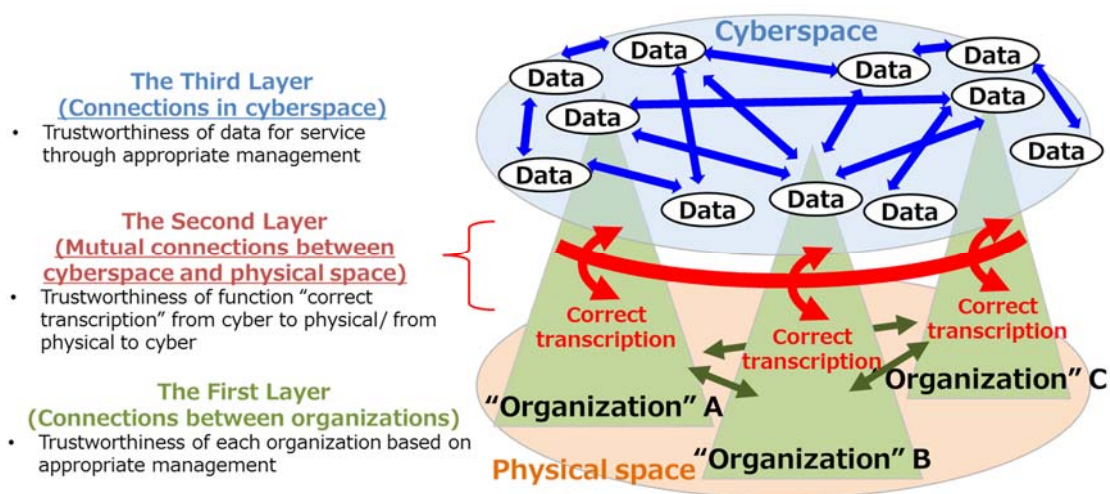 The Third Layer
(Connections in cyberspace)
• Trustworthiness of data for service
through appropriate management
The Second Layer
(Mutual connections between
cyberspace and physical space)
• Trustworthiness of function “correct
transcription” from cyber to physical/ from
physical to cyber
The First Layer
(Connections between organizations)
• Trustworthiness of each organization based on
appropriate management
Cyberspace
Data
Data
Data
Data
Data
Data
Data
Data
Data
Data
Data
Correct
transcription
Correct
transcription
Correct
transcription
“Organization” A
“Organization” B
“Organization” C
Physical space